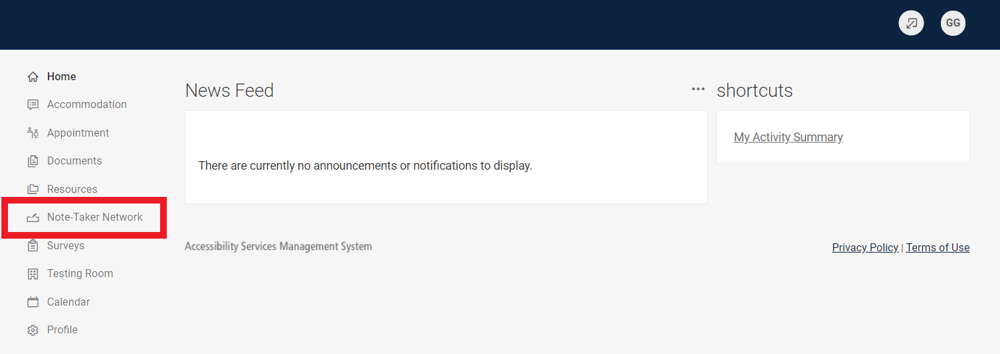 GG
Home
Accommodation
Appointment
Documents
Resources
Note-Taker Network
Surveys
Testing Room
Calendar
Profile
News Feed
There are currently no announcements or notifications to display.
shortcuts
My Activity Summary
Accessibility Services Management System
Privacy Policy | Terms of Use